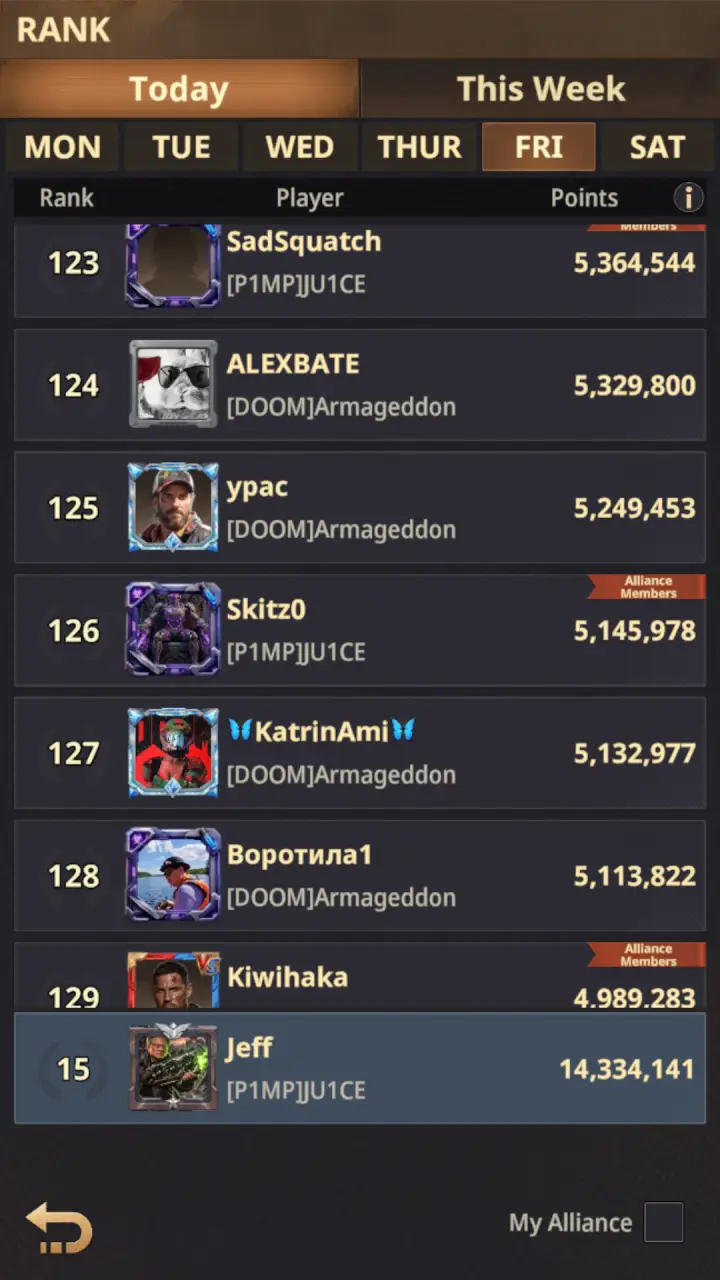 RANK
Today
This Week
MON
TUE
WED
THUR
FRI
SAT
Rank
Player
Points
i
Members
123
SadSquatch
[P1MP]JU1CE
5,364,544
124
ALEXBATE
[DOOM]Armageddon
5,329,800
125
ypac
[DOOM]Armageddon
5,249,453
Alliance
Members
126
Skitz0
[P1MP]JU1CE
5,145,978
127
🦋KatrinAmi🦋
[DOOM]Armageddon
5,132,977
128
Воротила1
[DOOM]Armageddon
5,113,822
Alliance
Members
VS
129
Kiwihaka
4,989,283
15
Jeff
[P1MP]JU1CE
14,334,141
My Alliance